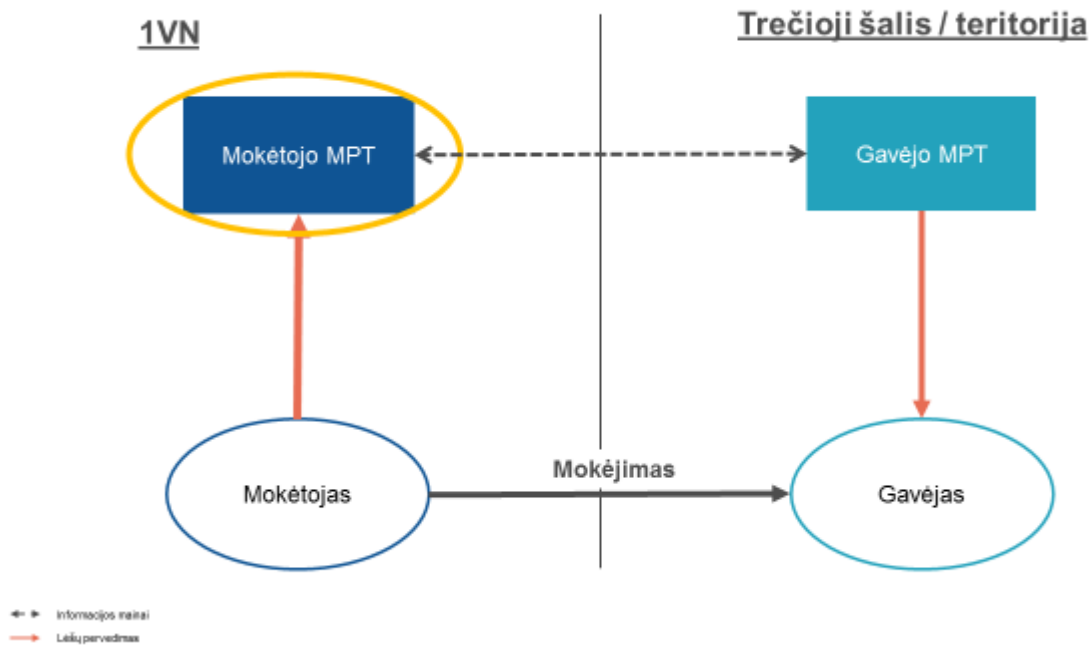 1VN
Trečioji šalis / teritorija
Mokėtojo MPT
Gavėjo MPT
Mokėjimas
Mokėtojas
Gavėjas
Informacijos mainai
Lėšų pervedimas